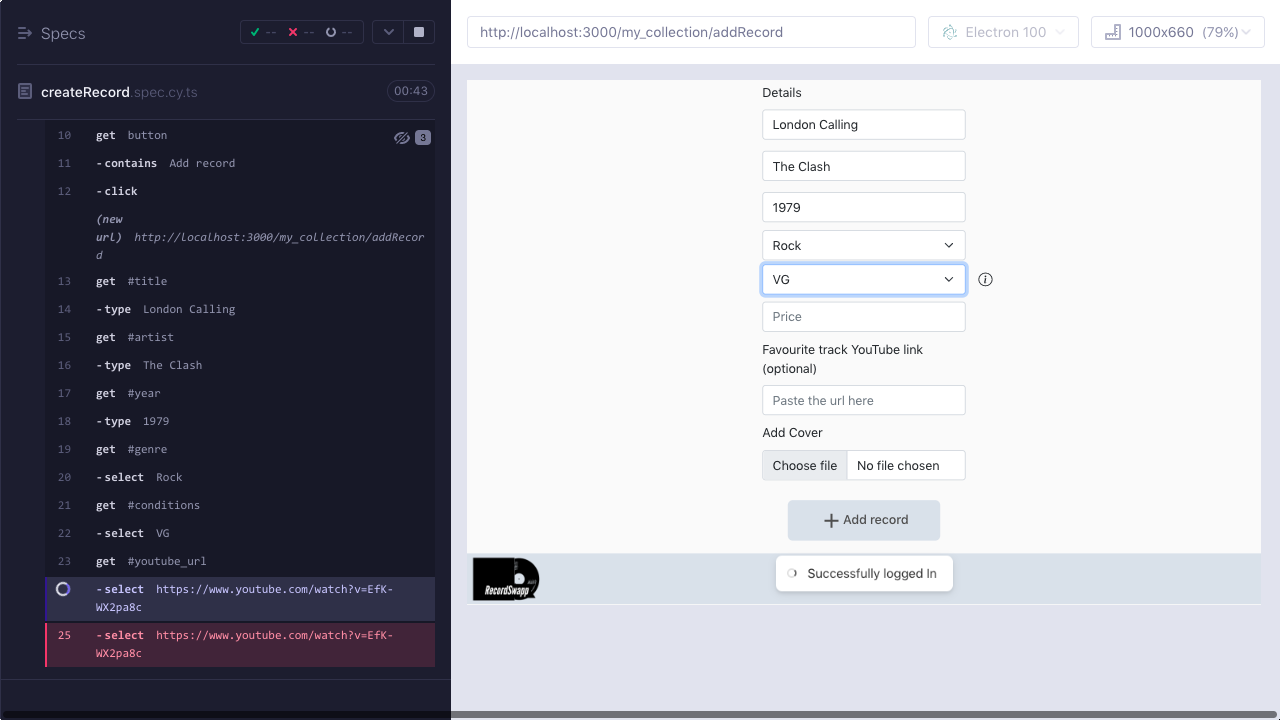 Specs
-- -- --
createRecord.spec.cy.ts 00:43
10 get button 3
11 -contains Add record
12 -click
(new
url) http://localhost:3000/my_collection/addRecor
d
13 get #title
14 -type London Calling
15 get #artist
16 -type The Clash
17 get #year
18 -type 1979
19 get #genre
20 -select Rock
21 get #conditions
22 -select VG
23 get #youtube_url
-select https://www.youtube.com/watch?v=EfK-
WX2pa8c
25 -select https://www.youtube.com/watch?v=EfK-
WX2pa8c
http://localhost:3000/my_collection/addRecord Electron 100 1000x660 (79%)
Details
London Calling
The Clash
1979
Rock
VG
Price
Favourite track YouTube link
(optional)
Paste the url here
Add Cover
Choose file No file chosen
Add record
RecordSwapp
Successfully logged In